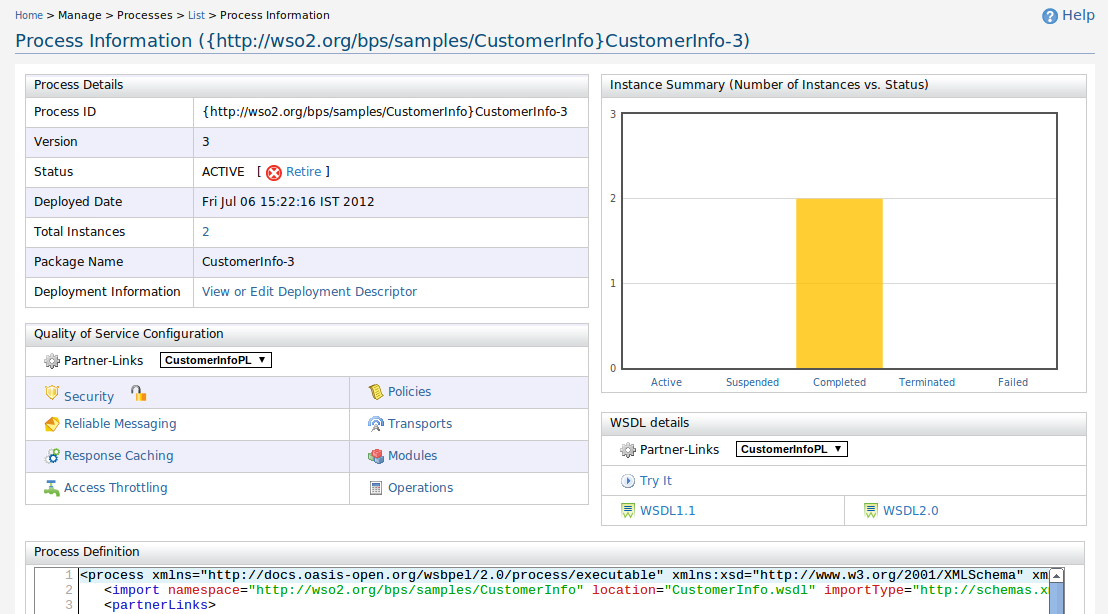 Home > Manage > Processes > List > Process Information
Help
Process Information ({http://wso2.org/bps/samples/CustomerInfo}CustomerInfo-3)
Process Details
Process ID {http://wso2.org/bps/samples/CustomerInfo}CustomerInfo-3
Version 3
Status ACTIVE [ Retire ]
Deployed Date Fri Jul 06 15:22:16 IST 2012
Total Instances 2
Package Name CustomerInfo-3
Deployment Information View or Edit Deployment Descriptor
Quality of Service Configuration
Partner-Links CustomerInfoPL
Security Policies
Reliable Messaging Transports
Response Caching Modules
Access Throttling Operations
Instance Summary (Number of Instances vs. Status)
3
2
1
0
Active Suspended Completed Terminated Failed
WSDL details
Partner-Links CustomerInfoPL
Try It
WSDL1.1 WSDL2.0
Process Definition
1 <process xmlns="http://docs.oasis-open.org/wsbpel/2.0/process/executable" xmlns:xsd="http://www.w3.org/2001/XMLSchema" xm
2 <import namespace="http://wso2.org/bps/samples/CustomerInfo" location="CustomerInfo.wsdl" importType="http://schemas.x
3 <partnerLinks>